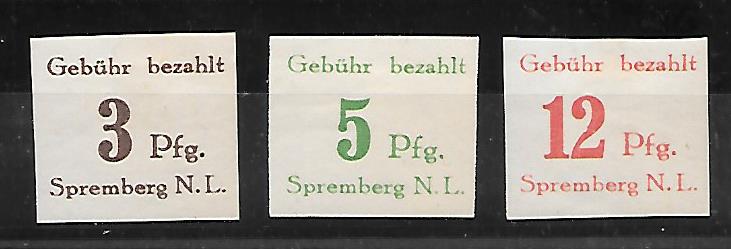 Gebühr bezahlt
3 Pfg.
Spremberg N.L.
Gebühr bezahlt
5 Pfg.
Spremberg N.L.
Gebühr bezahlt
12 Pfg.
Spremberg N.L.